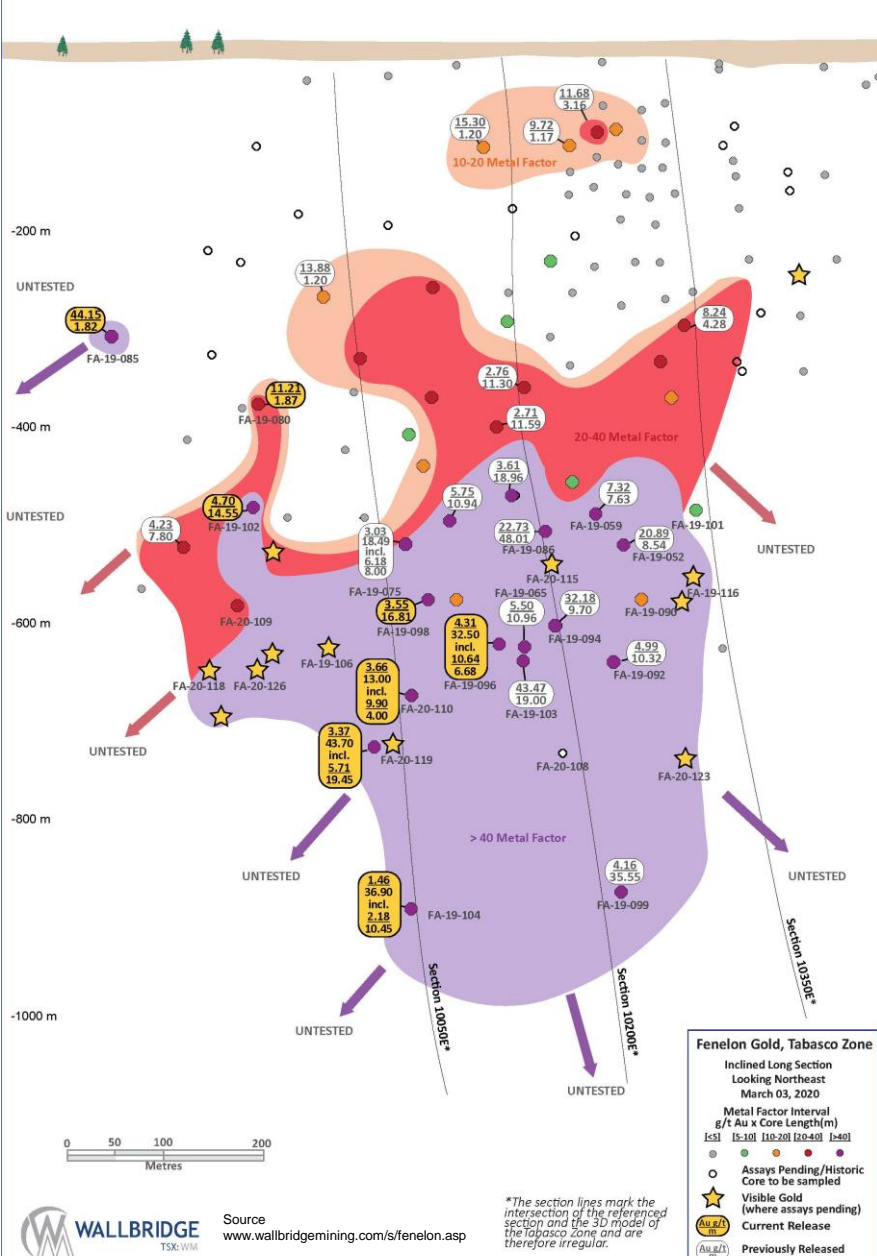 11.68
3.16
15.30
1.20
9.72
1.17
10-20 Metal Factor
-200 m
UNTESTED
13.88
1.20
44.15
1.82
FA-19-085
8.24
4.28
11.21
1.87
FA-19-080
2.76
11.30
-400 m
2.71
11.59
20-40 Metal Factor
3.61
18.96
4.70
14.55
FA-19-102
5.75
10.94
7.32
7.63
FA-19-059
FA-19-101
UNTESTED
4.23
7.80
3.03
18.49
incl.
6.18
8.00
FA-19-075
22.73
48.01
FA-19-086
20.89
8.54
FA-19-052
UNTESTED
FA-20-115
FA-19-065
FA-19-116
FA-19-090
-600 m
FA-20-109
3.55
16.81
FA-19-098
5.50
10.96
32.18
9.70
FA-19-094
4.31
32.50
incl.
10.64
6.68
FA-19-096
4.99
10.32
FA-19-092
FA-19-106
FA-20-118
FA-20-126
3.66
13.00
incl.
9.90
4.00
FA-20-110
43.47
19.00
FA-19-103
UNTESTED
3.37
43.70
incl.
5.71
19.45
FA-20-119
FA-20-108
FA-20-123
-800 m
> 40 Metal Factor
UNTESTED
UNTESTED
1.46
36.90
incl.
2.18
10.45
FA-19-104
4.16
35.55
FA-19-099
Section 10050E*
Section 10200E*
Section 10350E*
-1000 m
UNTESTED
UNTESTED
Fenelon Gold, Tabasco Zone
Inclined Long Section
Looking Northeast
March 03, 2020
Metal Factor Interval
g/t Au x Core Length(m)
[<5] [5-10] [10-20] [20-40] [>40]
Assays Pending/Historic
Core to be sampled
Visible Gold
(where assays pending)
Au g/t
m
Current Release
Au g/t
Previously Released
0 50 100 200
Metres
WALLBRIDGE
TSX:WM
Source
www.wallbridgemining.com/s/fenelon.asp
*The section lines mark the
intersection of the referenced
section and the 3D model of
the Tabasco Zone and are
therefore irregular.